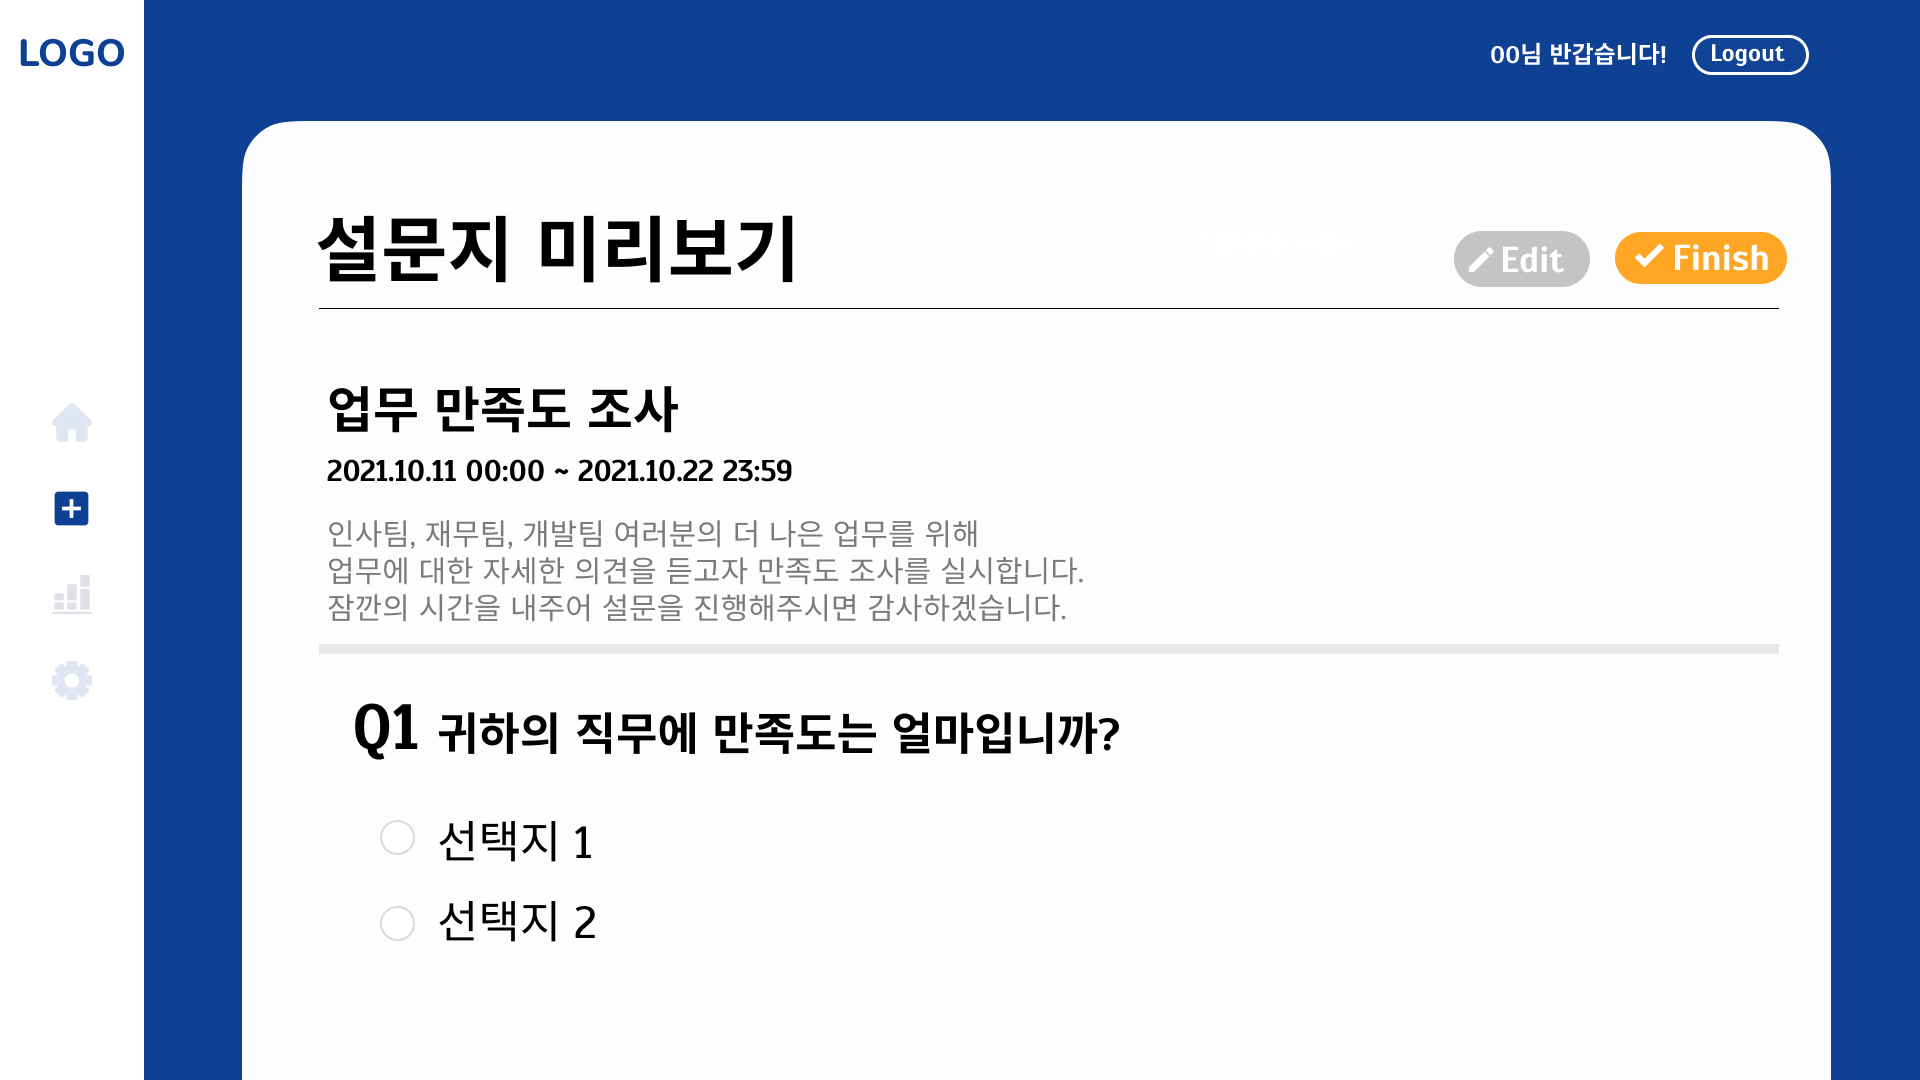 LOGO
00님 반갑습니다!
Logout
설문지 미리보기
Edit
Finish
업무 만족도 조사
2021.10.11 00:00 ~ 2021.10.22 23:59
인사팀, 재무팀, 개발팀 여러분의 더 나은 업무를 위해
업무에 대한 자세한 의견을 듣고자 만족도 조사를 실시합니다.
잠깐의 시간을 내주어 설문을 진행해주시면 감사하겠습니다.
Q1 귀하의 직무에 만족도는 얼마입니까?
선택지 1
선택지 2